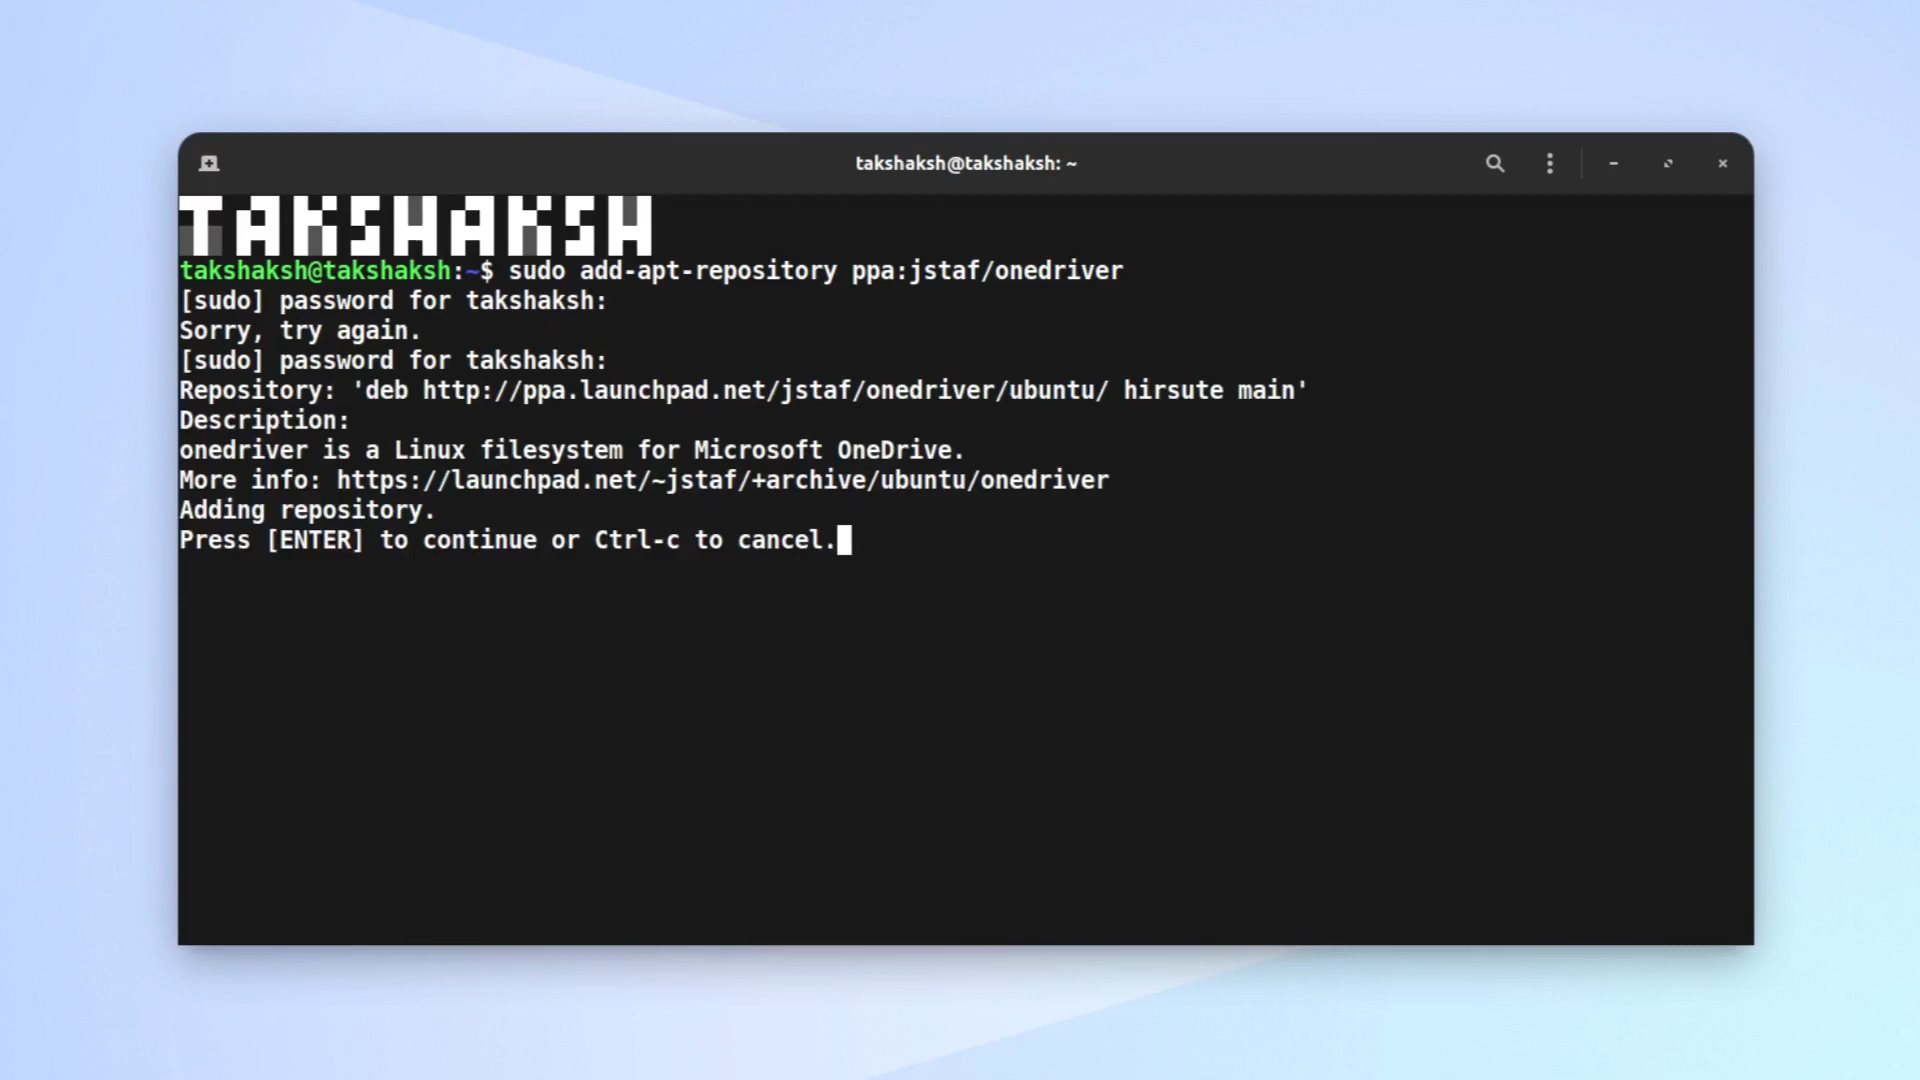 takshaksh@takshaksh: ~
TAKSHAKSH
takshaksh@takshaksh:~$ sudo add-apt-repository ppa:jstaf/onedriver
[sudo] password for takshaksh:
Sorry, try again.
[sudo] password for takshaksh:
Repository: 'deb http://ppa.launchpad.net/jstaf/onedriver/ubuntu/ hirsute main'
Description:
onedriver is a Linux filesystem for Microsoft OneDrive.
More info: https://launchpad.net/~jstaf/+archive/ubuntu/onedriver
Adding repository.
Press [ENTER] to continue or Ctrl-c to cancel.